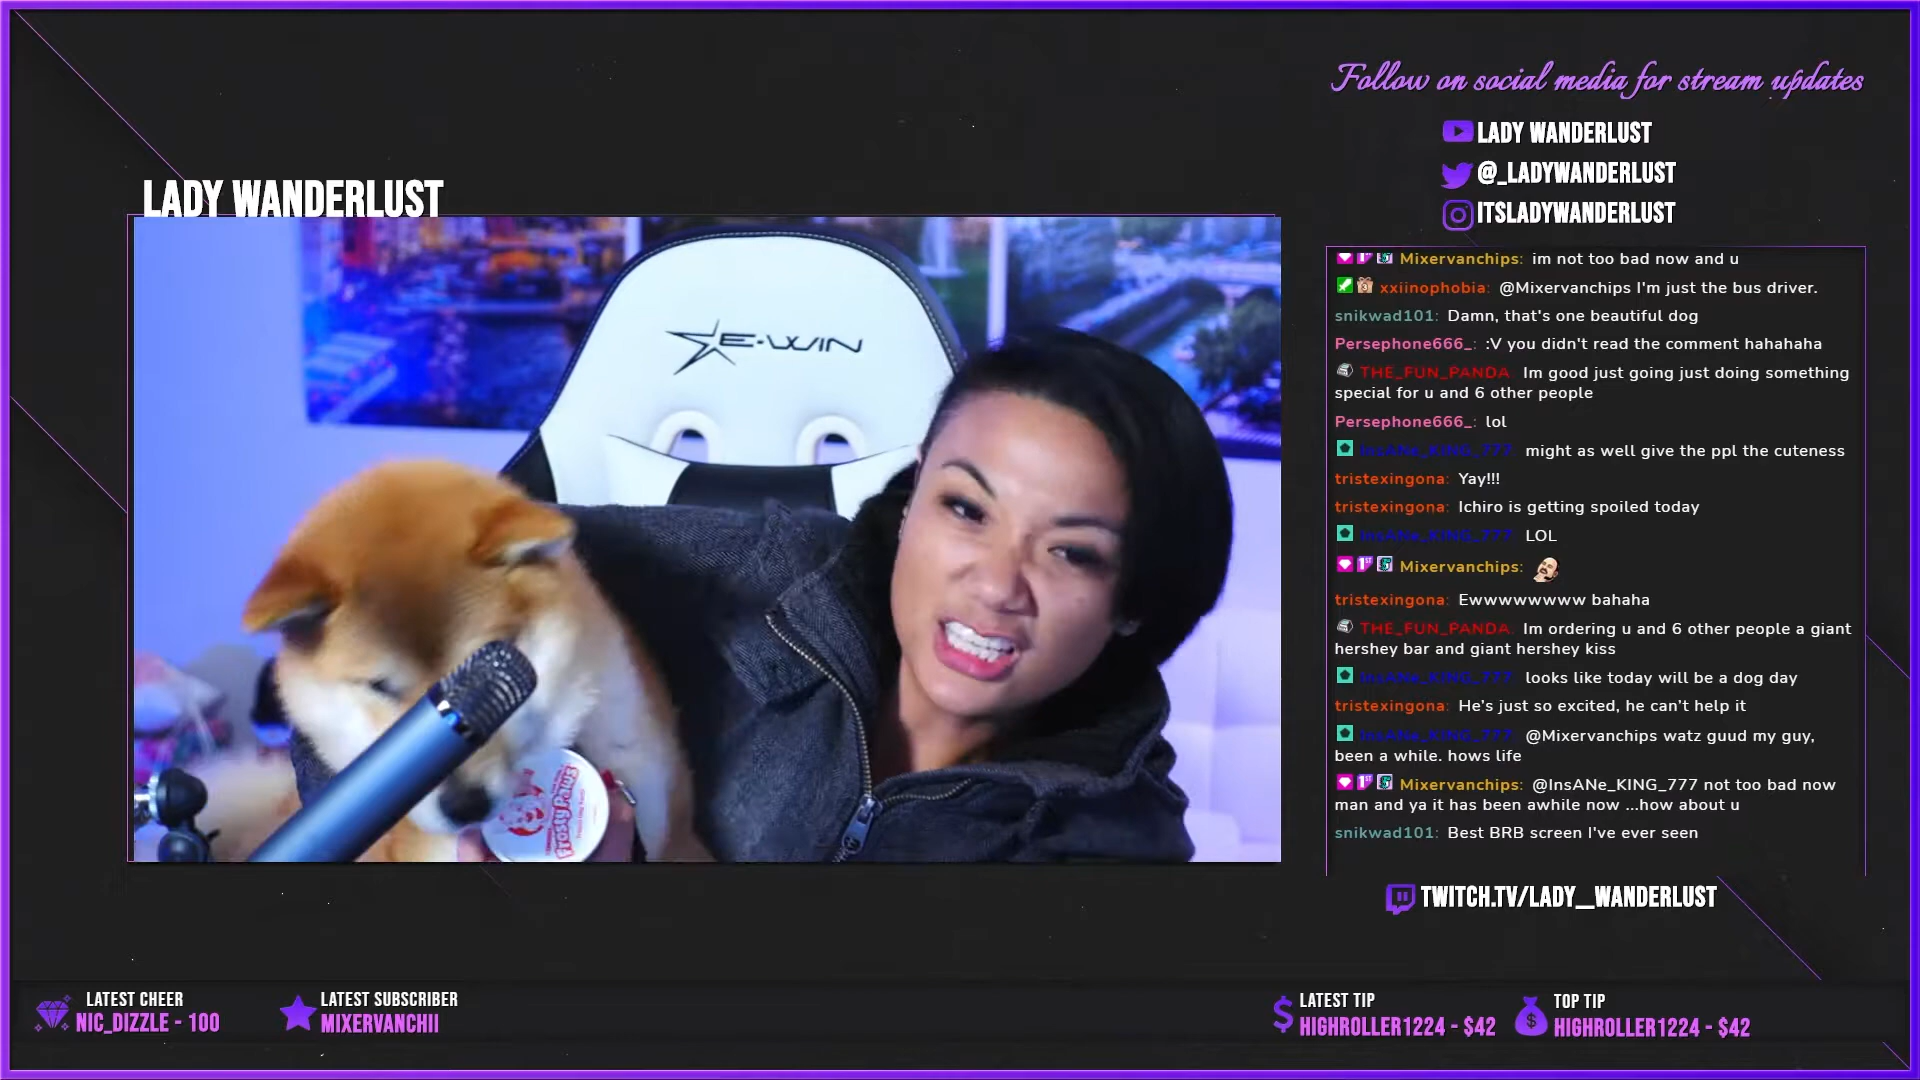 Follow on social media for stream updates
LADY WANDERLUST
@_LADYWANDERLUST
ITSLADYWANDERLUST
LADY WANDERLUST
E-WIN
Frosty Paws
Mixervanchips: im not too bad now and u
xxiinophobia: @Mixervanchips I'm just the bus driver.
snikwad101: Damn, that's one beautiful dog
Persephone666_: :V you didn't read the comment hahahaha
THE_FUN_PANDA: Im good just going just doing something
special for u and 6 other people
Persephone666_: lol
InsANe_KING_777: might as well give the ppl the cuteness
tristexingona: Yay!!!
tristexingona: Ichiro is getting spoiled today
InsANe_KING_777: LOL
Mixervanchips:
tristexingona: Ewwwwwwww bahaha
THE_FUN_PANDA: Im ordering u and 6 other people a giant
hershey bar and giant hershey kiss
InsANe_KING_777: looks like today will be a dog day
tristexingona: He's just so excited, he can't help it
InsANe_KING_777: @Mixervanchips watz guud my guy,
been a while. hows life
Mixervanchips: @InsANe_KING_777 not too bad now
man and ya it has been awhile now ...how about u
snikwad101: Best BRB screen I've ever seen
TWITCH.TV/LADY__WANDERLUST
LATEST CHEER
NIC_DIZZLE - 100
LATEST SUBSCRIBER
MIXERVANCHII
LATEST TIP
HIGHROLLER1224 - $42
TOP TIP
HIGHROLLER1224 - $42